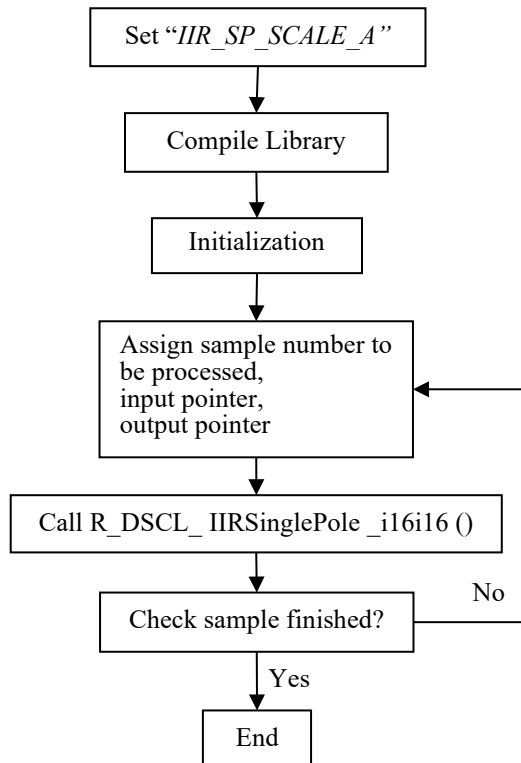 Set “IIR_SP_SCALE_A”
Compile Library
Initialization
Assign sample number to
be processed,
input pointer,
output pointer
Call R_DSCL_ IIRSinglePole _i16i16 ()
Check sample finished?
No
Yes
End